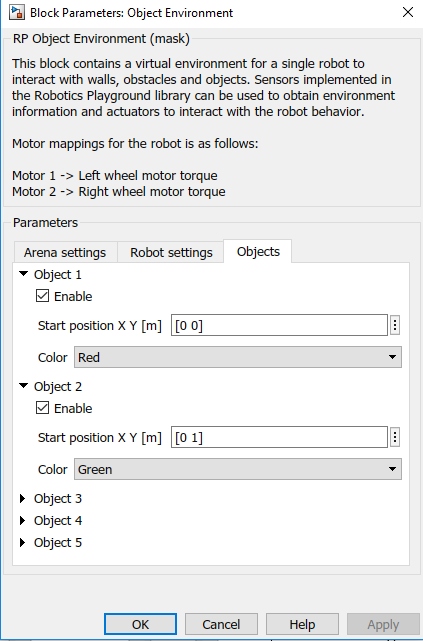 Block Parameters: Object Environment
RP Object Environment (mask)
This block contains a virtual environment for a single robot to
interact with walls, obstacles and objects. Sensors implemented in
the Robotics Playground library can be used to obtain environment
information and actuators to interact with the robot behavior.
Motor mappings for the robot is as follows:
Motor 1 -> Left wheel motor torque
Motor 2 -> Right wheel motor torque
Parameters
Arena settings Robot settings Objects
Object 1
Enable
Start position X Y [m] [0 0]
Color Red
Object 2
Enable
Start position X Y [m] [0 1]
Color Green
Object 3
Object 4
Object 5
OK Cancel Help Apply